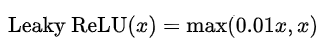 Leaky ReLU(x) = max(0.01x, x)